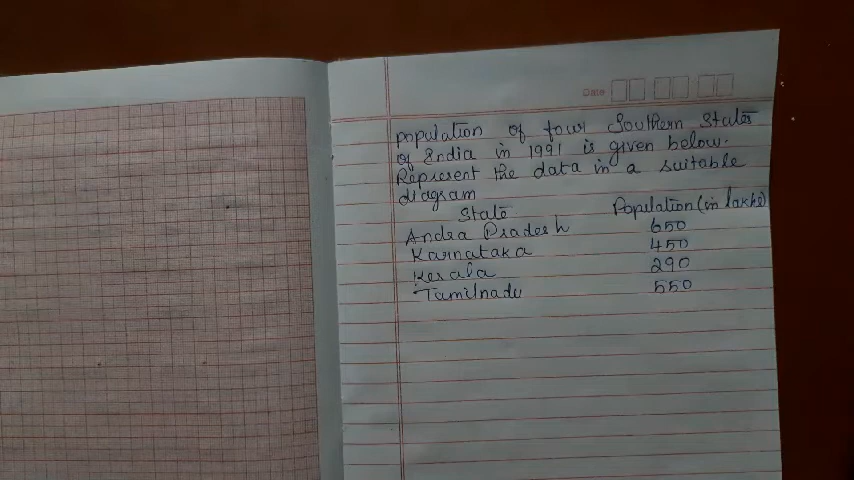 Date
population of four Southern States
of India in 1991 is given below.
Represent the data in a suitable
diagram
State Population (in lakhs)
Andra Pradesh 650
Karnataka 450
Kerala 290
Tamilnadu 550